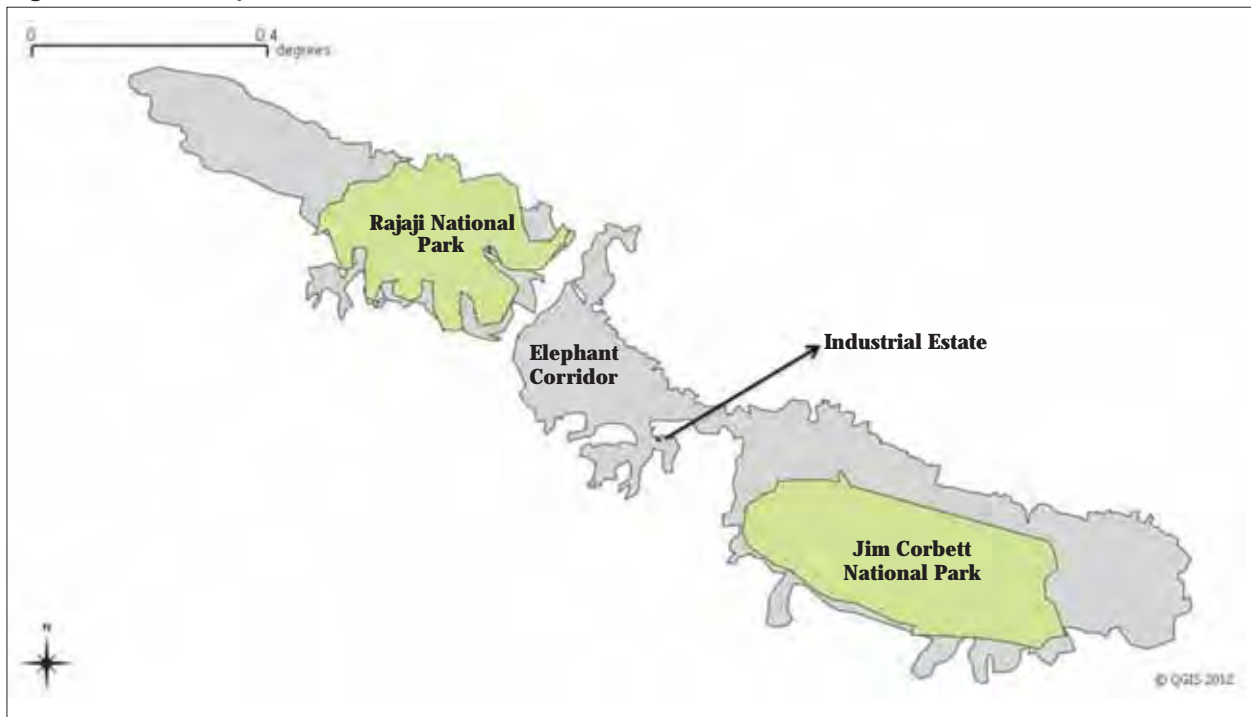 0 0.4
degrees
Rajaji National
Park
Elephant
Corridor
Industrial Estate
Jim Corbett
National Park
N
© QGIS 2012